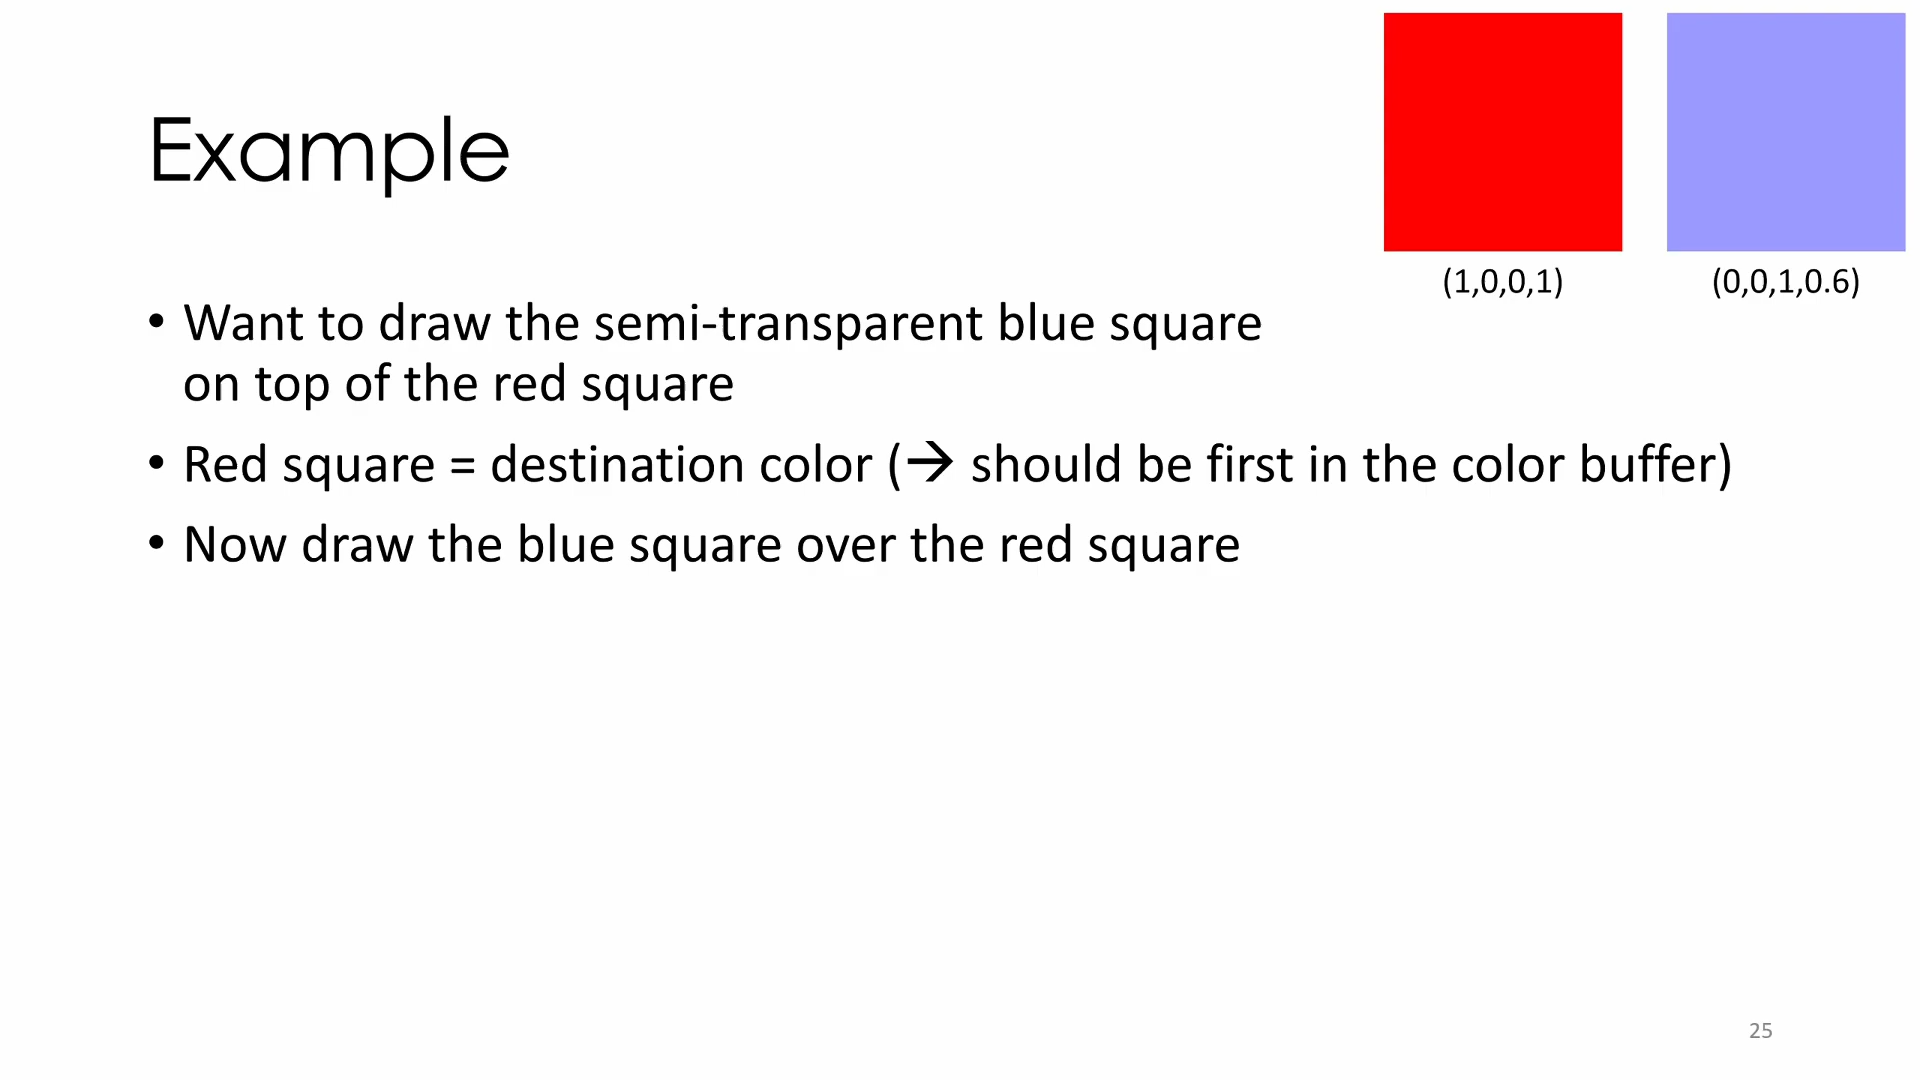 Example
(1,0,0,1)
(0,0,1,0.6)
• Want to draw the semi-transparent blue square
on top of the red square
• Red square = destination color (→ should be first in the color buffer)
• Now draw the blue square over the red square
25